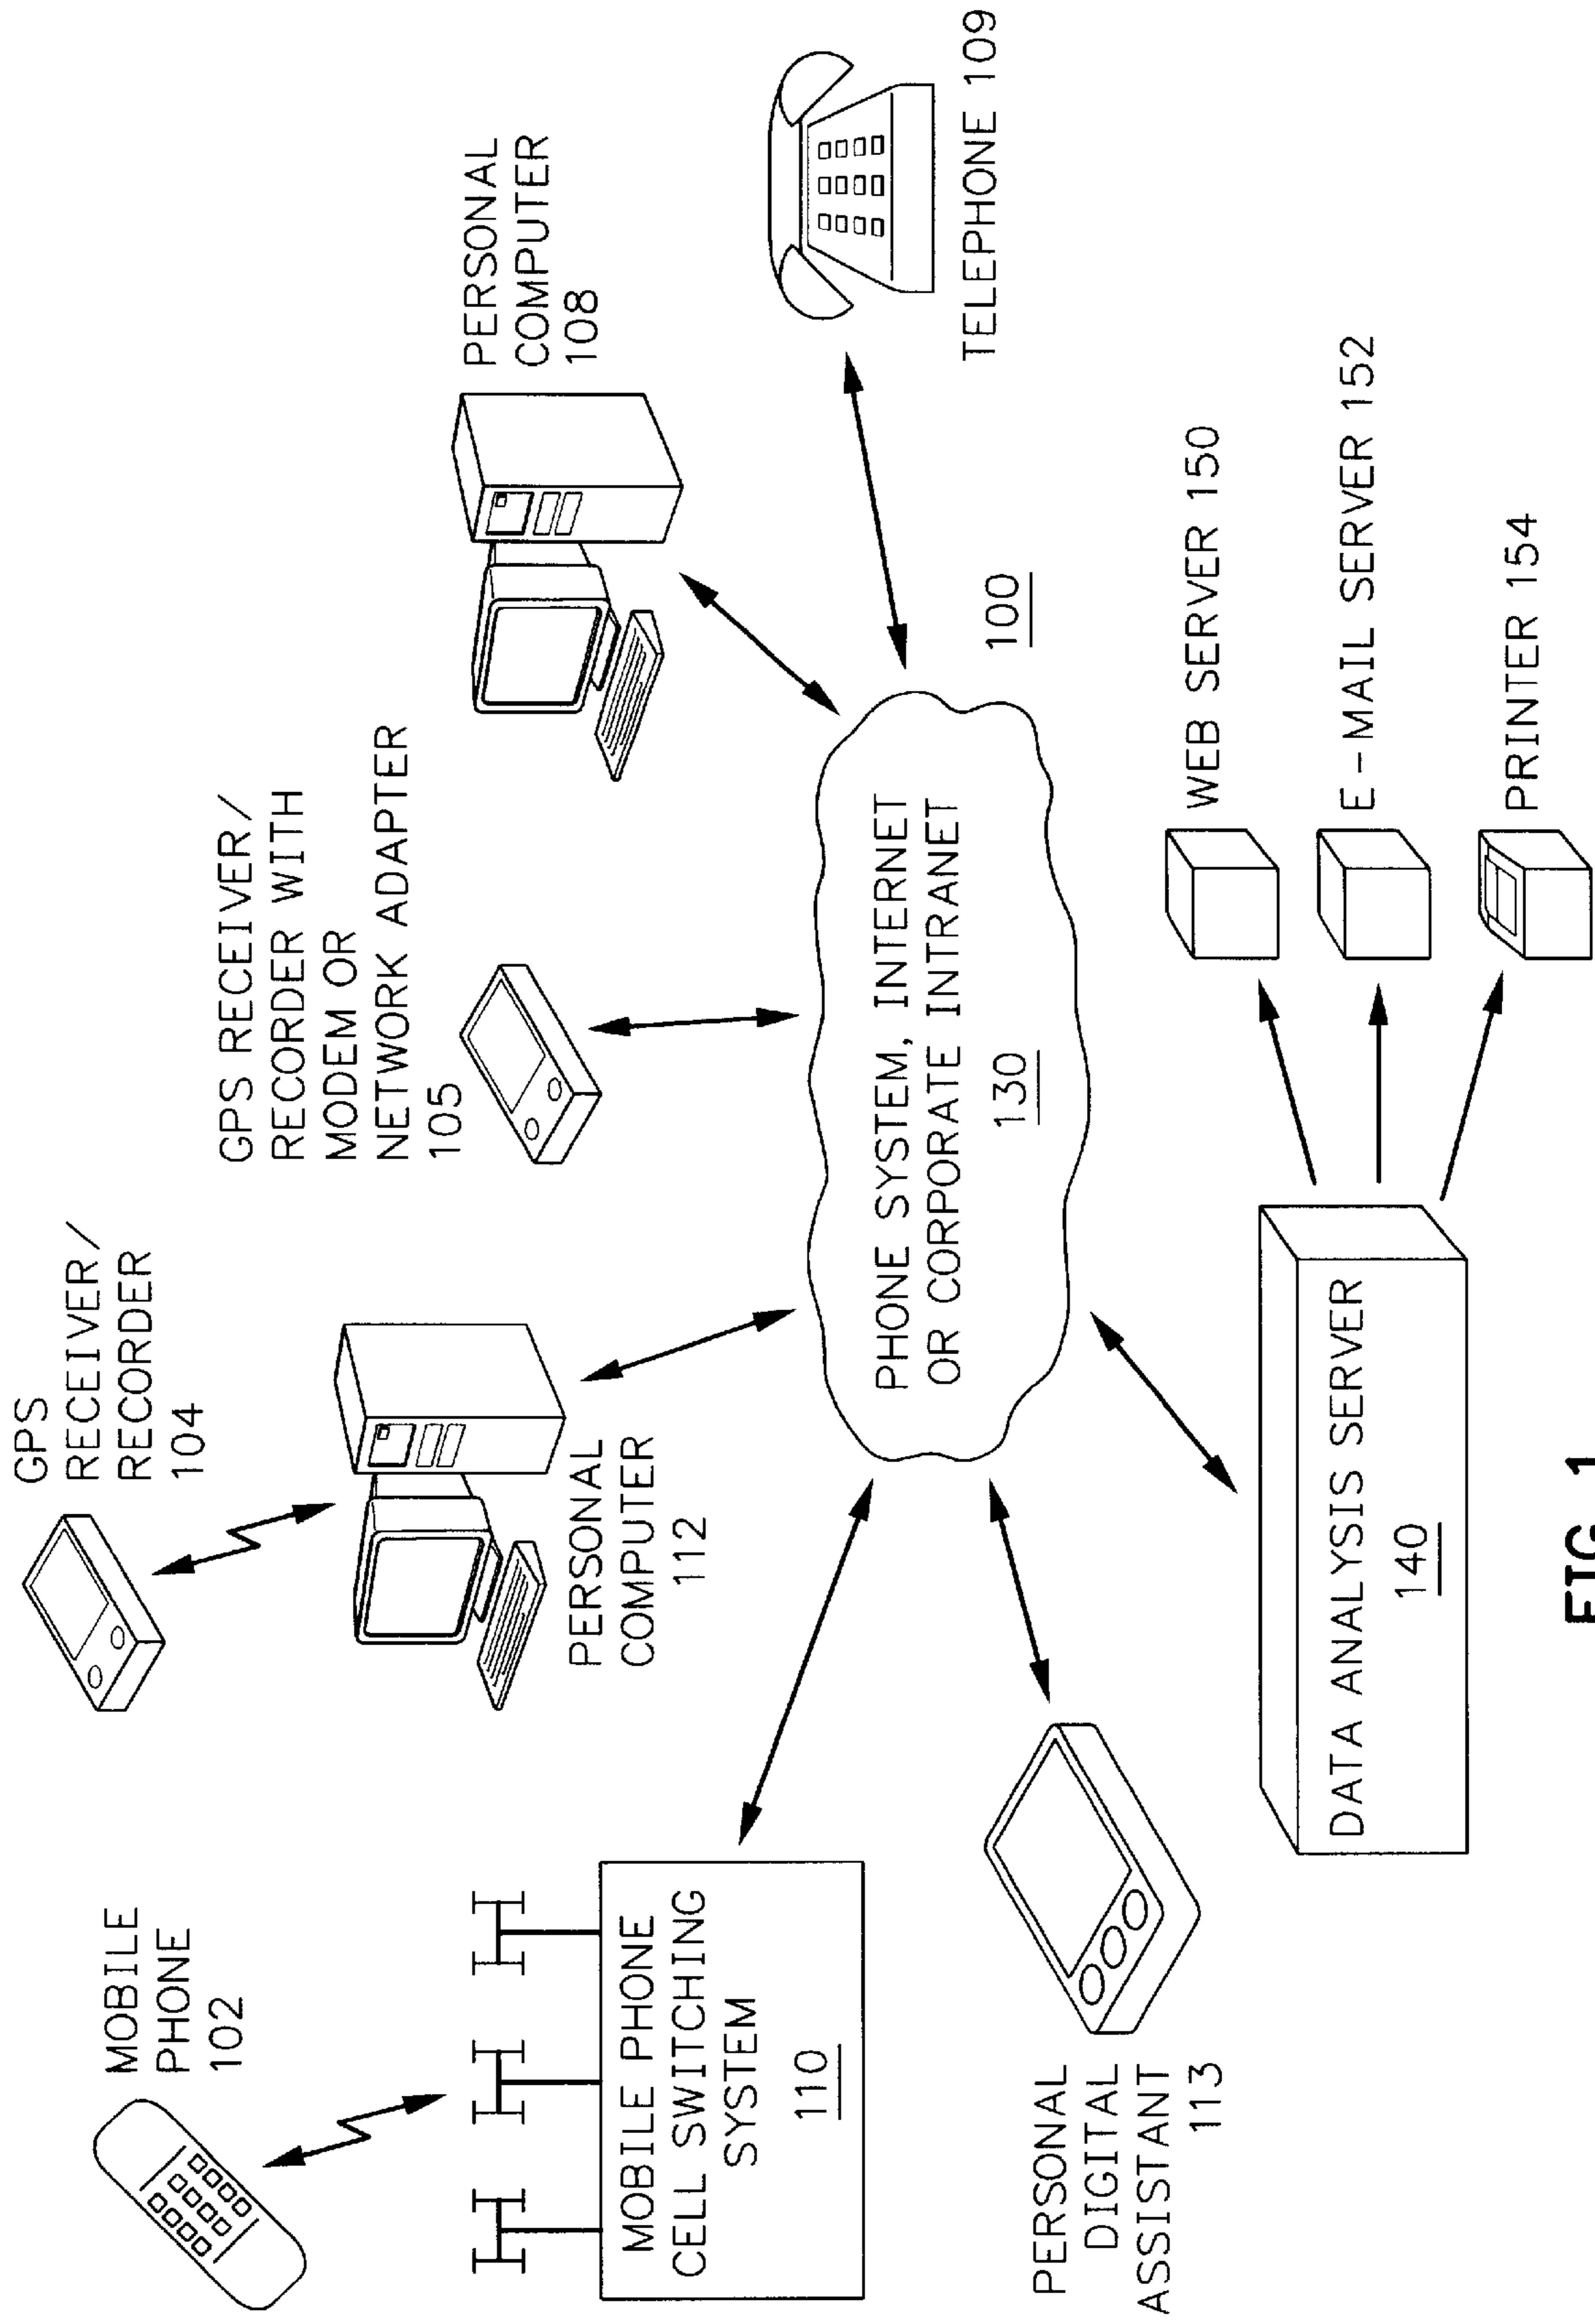 MOBILE
PHONE
102
GPS
RECEIVER/
RECORDER
104
GPS RECEIVER/
RECORDER WITH
MODEM OR
NETWORK ADAPTER
105
PERSONAL
COMPUTER
108
TELEPHONE 109
PERSONAL
COMPUTER
112
MOBILE PHONE
CELL SWITCHING
SYSTEM
110
PHONE SYSTEM, INTERNET
OR CORPORATE INTRANET
130
100
PERSONAL
DIGITAL
ASSISTANT
113
DATA ANALYSIS SERVER
140
WEB SERVER 150
E-MAIL SERVER 152
PRINTER 154
FIG. 1